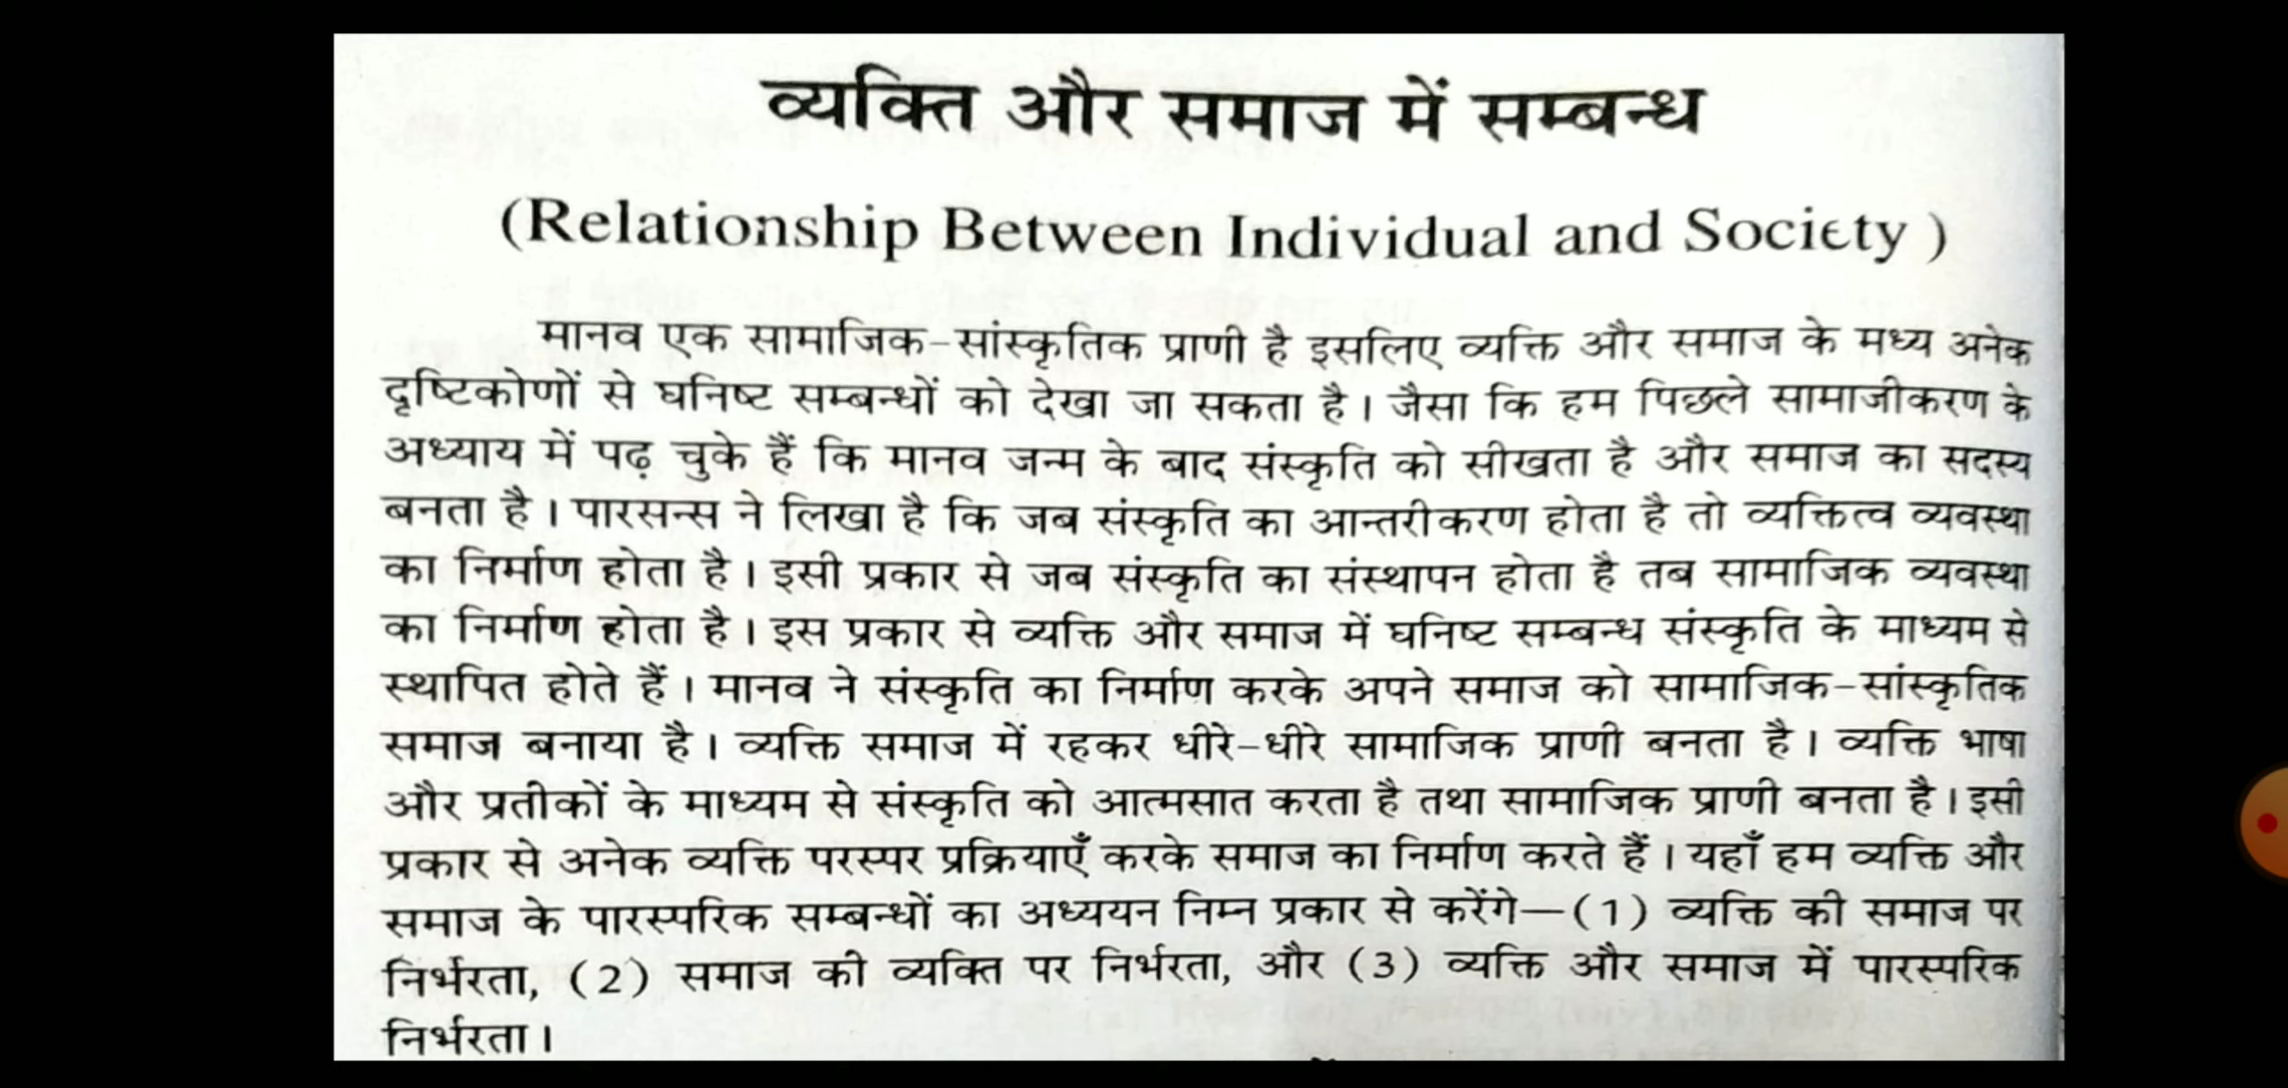 व्यक्ति और समाज में सम्बन्ध
(Relationship Between Individual and Society )
मानव एक सामाजिक-सांस्कृतिक प्राणी है इसलिए व्यक्ति और समाज के मध्य अनेक
दृष्टिकोणों से घनिष्ट सम्बन्धों को देखा जा सकता है। जैसा कि हम पिछले सामाजीकरण के
अध्याय में पढ़ चुके हैं कि मानव जन्म के बाद संस्कृति को सीखता है और समाज का सदस्य
बनता है। पारसन्स ने लिखा है कि जब संस्कृति का आन्तरीकरण होता है तो व्यक्तित्व व्यवस्था
का निर्माण होता है। इसी प्रकार से जब संस्कृति का संस्थापन होता है तब सामाजिक व्यवस्था
का निर्माण होता है। इस प्रकार से व्यक्ति और समाज में घनिष्ट सम्बन्ध संस्कृति के माध्यम से
स्थापित होते हैं। मानव ने संस्कृति का निर्माण करके अपने समाज को सामाजिक-सांस्कृतिक
समाज बनाया है। व्यक्ति समाज में रहकर धीरे-धीरे सामाजिक प्राणी बनता है। व्यक्ति भाषा
और प्रतीकों के माध्यम से संस्कृति को आत्मसात करता है तथा सामाजिक प्राणी बनता है। इसी
प्रकार से अनेक व्यक्ति परस्पर प्रक्रियाएँ करके समाज का निर्माण करते हैं। यहाँ हम व्यक्ति और
समाज के पारस्परिक सम्बन्धों का अध्ययन निम्न प्रकार से करेंगे—(1) व्यक्ति की समाज पर
निर्भरता, (2) समाज की व्यक्ति पर निर्भरता, और (3) व्यक्ति और समाज में पारस्परिक
निर्भरता।